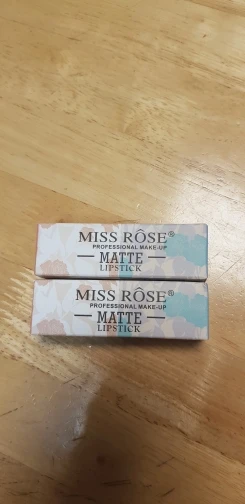 MISS RÔSE®
PROFESSIONAL MAKE-UP
MATTE
LIPSTICK
MISS RÔSE®
PROFESSIONAL MAKE-UP
MATTE
LIPSTICK